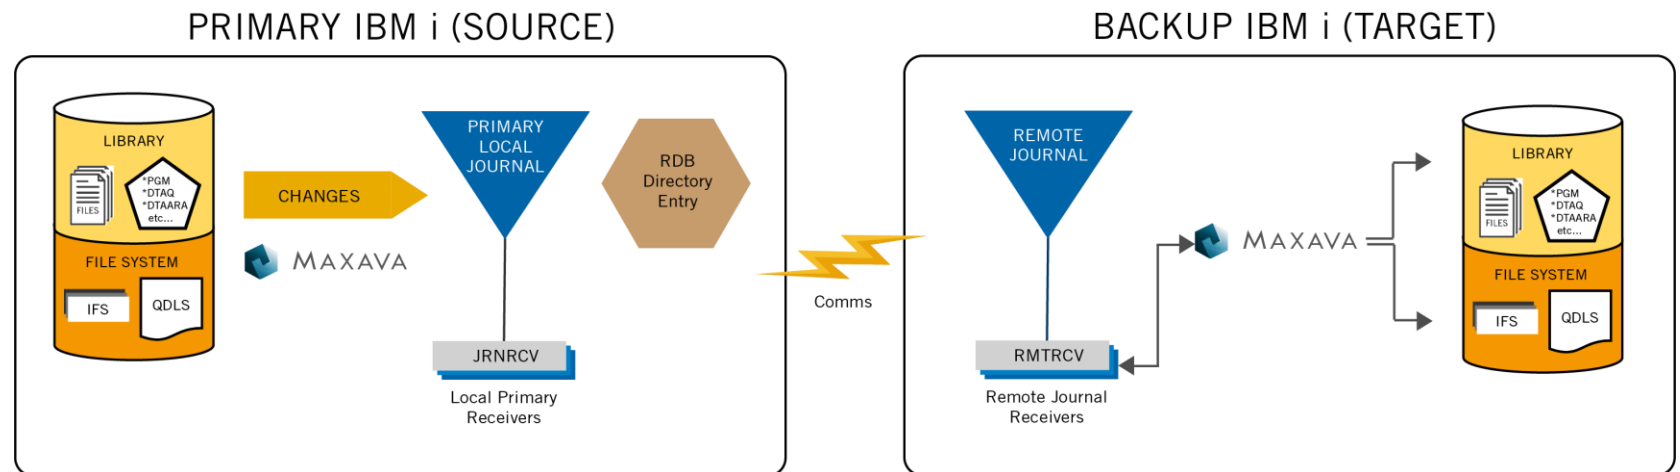 PRIMARY IBM i (SOURCE)
LIBRARY
FILES
*PGM
*DTAQ
*DTAARA
etc...
FILE SYSTEM
IFS
QDLS
CHANGES
MAXAVA
PRIMARY
LOCAL
JOURNAL
JRNRCV
Local Primary
Receivers
RDB
Directory
Entry
Comms
BACKUP IBM i (TARGET)
REMOTE
JOURNAL
RMTRCV
Remote Journal
Receivers
MAXAVA
LIBRARY
FILES
*PGM
*DTAQ
*DTAARA
etc...
FILE SYSTEM
IFS
QDLS